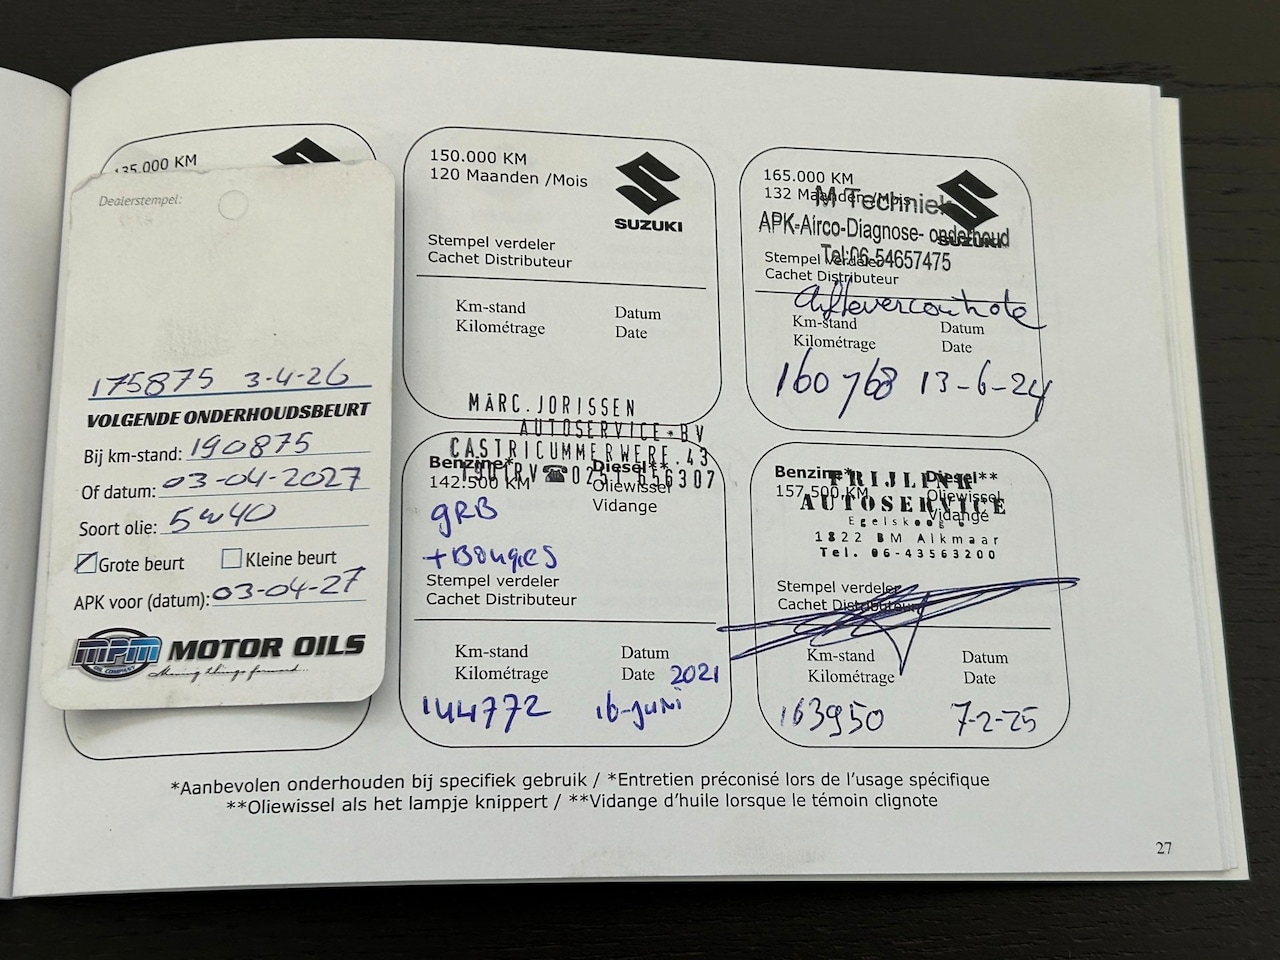 135.000 KM
Dealerstempel:
175875 3-4-26
VOLGENDE ONDERHOUDSBEURT
Bij km-stand: 190875
Of datum: 03-04-2027
Soort olie: 5w40
Grote beurt Kleine beurt
APK voor (datum): 03-04-27
mpm MOTOR OILS
OIL COMPANY
Moving things forward...
150.000 KM
120 Maanden /Mois
SUZUKI
Stempel verdeler
Cachet Distributeur
Km-stand Datum
Kilométrage Date
MARC.JORISSEN
AUTOSERVICE BV
CASTRICUMMERWERF.43
656307
Benzine* Diesel**
142.500 KM Oliewissel
Vidange
gRB
+Bougies
Stempel verdeler
Cachet Distributeur
Km-stand Datum
Kilométrage Date 2021
144772 16-juni
165.000 KM
132 Maanden /Mois
SUZUKI
M Techniek
APK-Airco-Diagnose- onderhoud
Tel:06-54657475
Stempel verdeler
Cachet Distributeur
Aflevercontrole
Km-stand Datum
Kilométrage Date
160768 13-6-24
Benzine* Diesel**
157.500 KM Oliewissel
Vidange
FRIJLINK
AUTOSERVICE
Egelskoog
1822 BM Alkmaar
Tel. 06-43563200
Stempel verdeler
Cachet Distributeur
Km-stand Datum
Kilométrage Date
163950 7-2-25
*Aanbevolen onderhouden bij specifiek gebruik / *Entretien préconisé lors de l'usage spécifique
**Oliewissel als het lampje knippert / **Vidange d'huile lorsque le témoin clignote
27